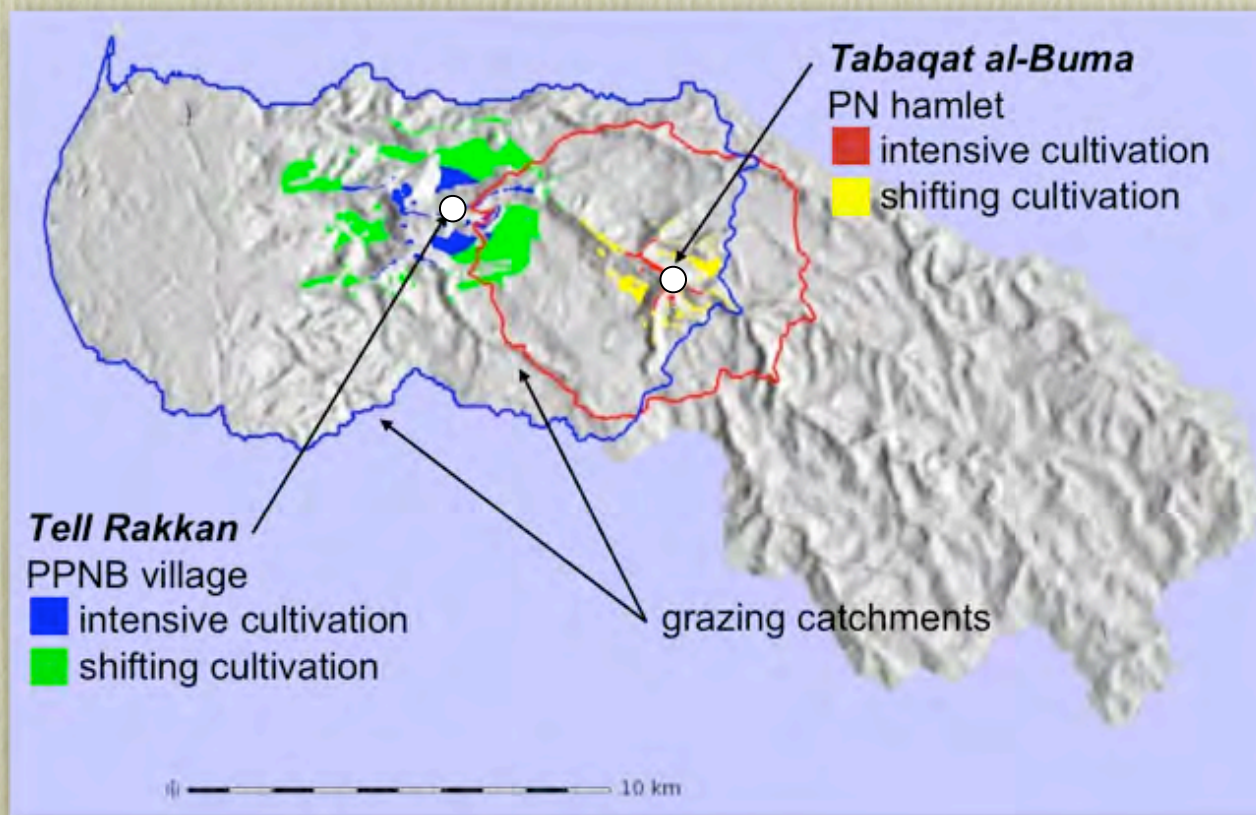 Tabaqat al-Buma
PN hamlet
intensive cultivation
shifting cultivation
Tell Rakkan
PPNB village
intensive cultivation
shifting cultivation
grazing catchments
10 km